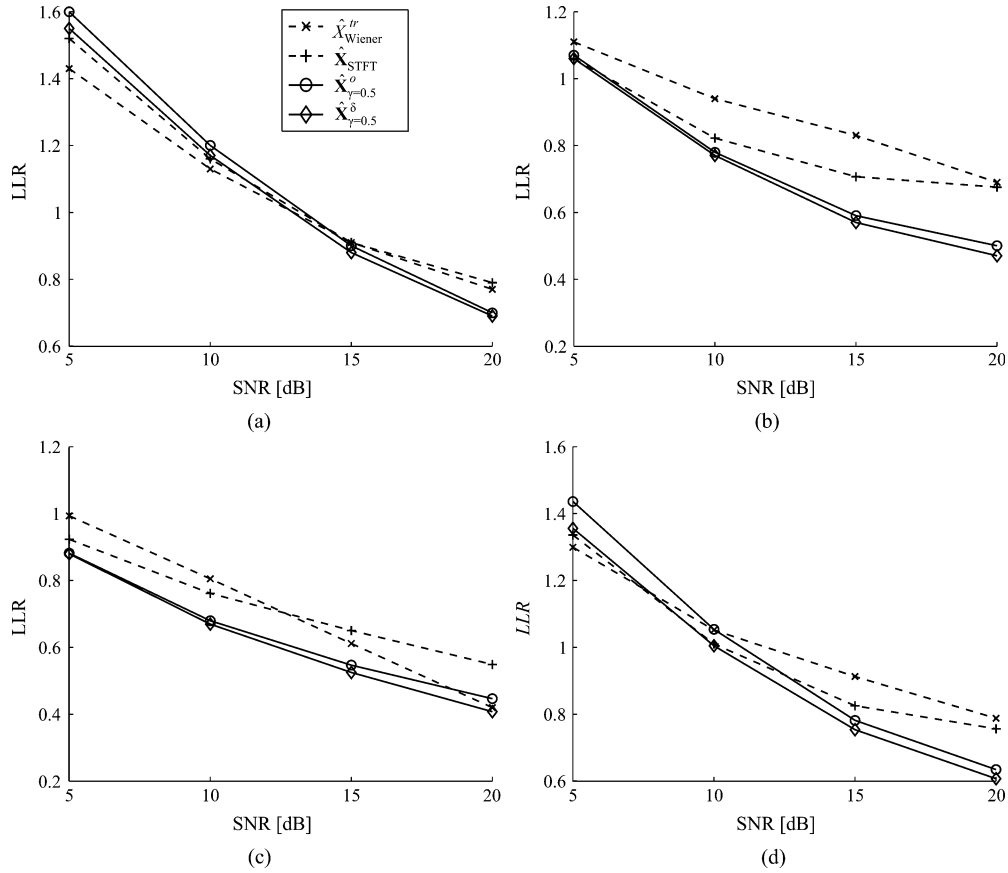 1.6
1.4
1.2
1
0.8
0.6
LLR
5
10
15
20
SNR [dB]
(a)
X̂^tr_Wiener
X̂_STFT
X̂^o_γ=0.5
X̂^δ_γ=0.5
1.2
1
0.8
0.6
0.4
0.2
LLR
5
10
15
20
SNR [dB]
(b)
1.2
1
0.8
0.6
0.4
0.2
LLR
5
10
15
20
SNR [dB]
(c)
1.6
1.4
1.2
1
0.8
0.6
LLR
5
10
15
20
SNR [dB]
(d)